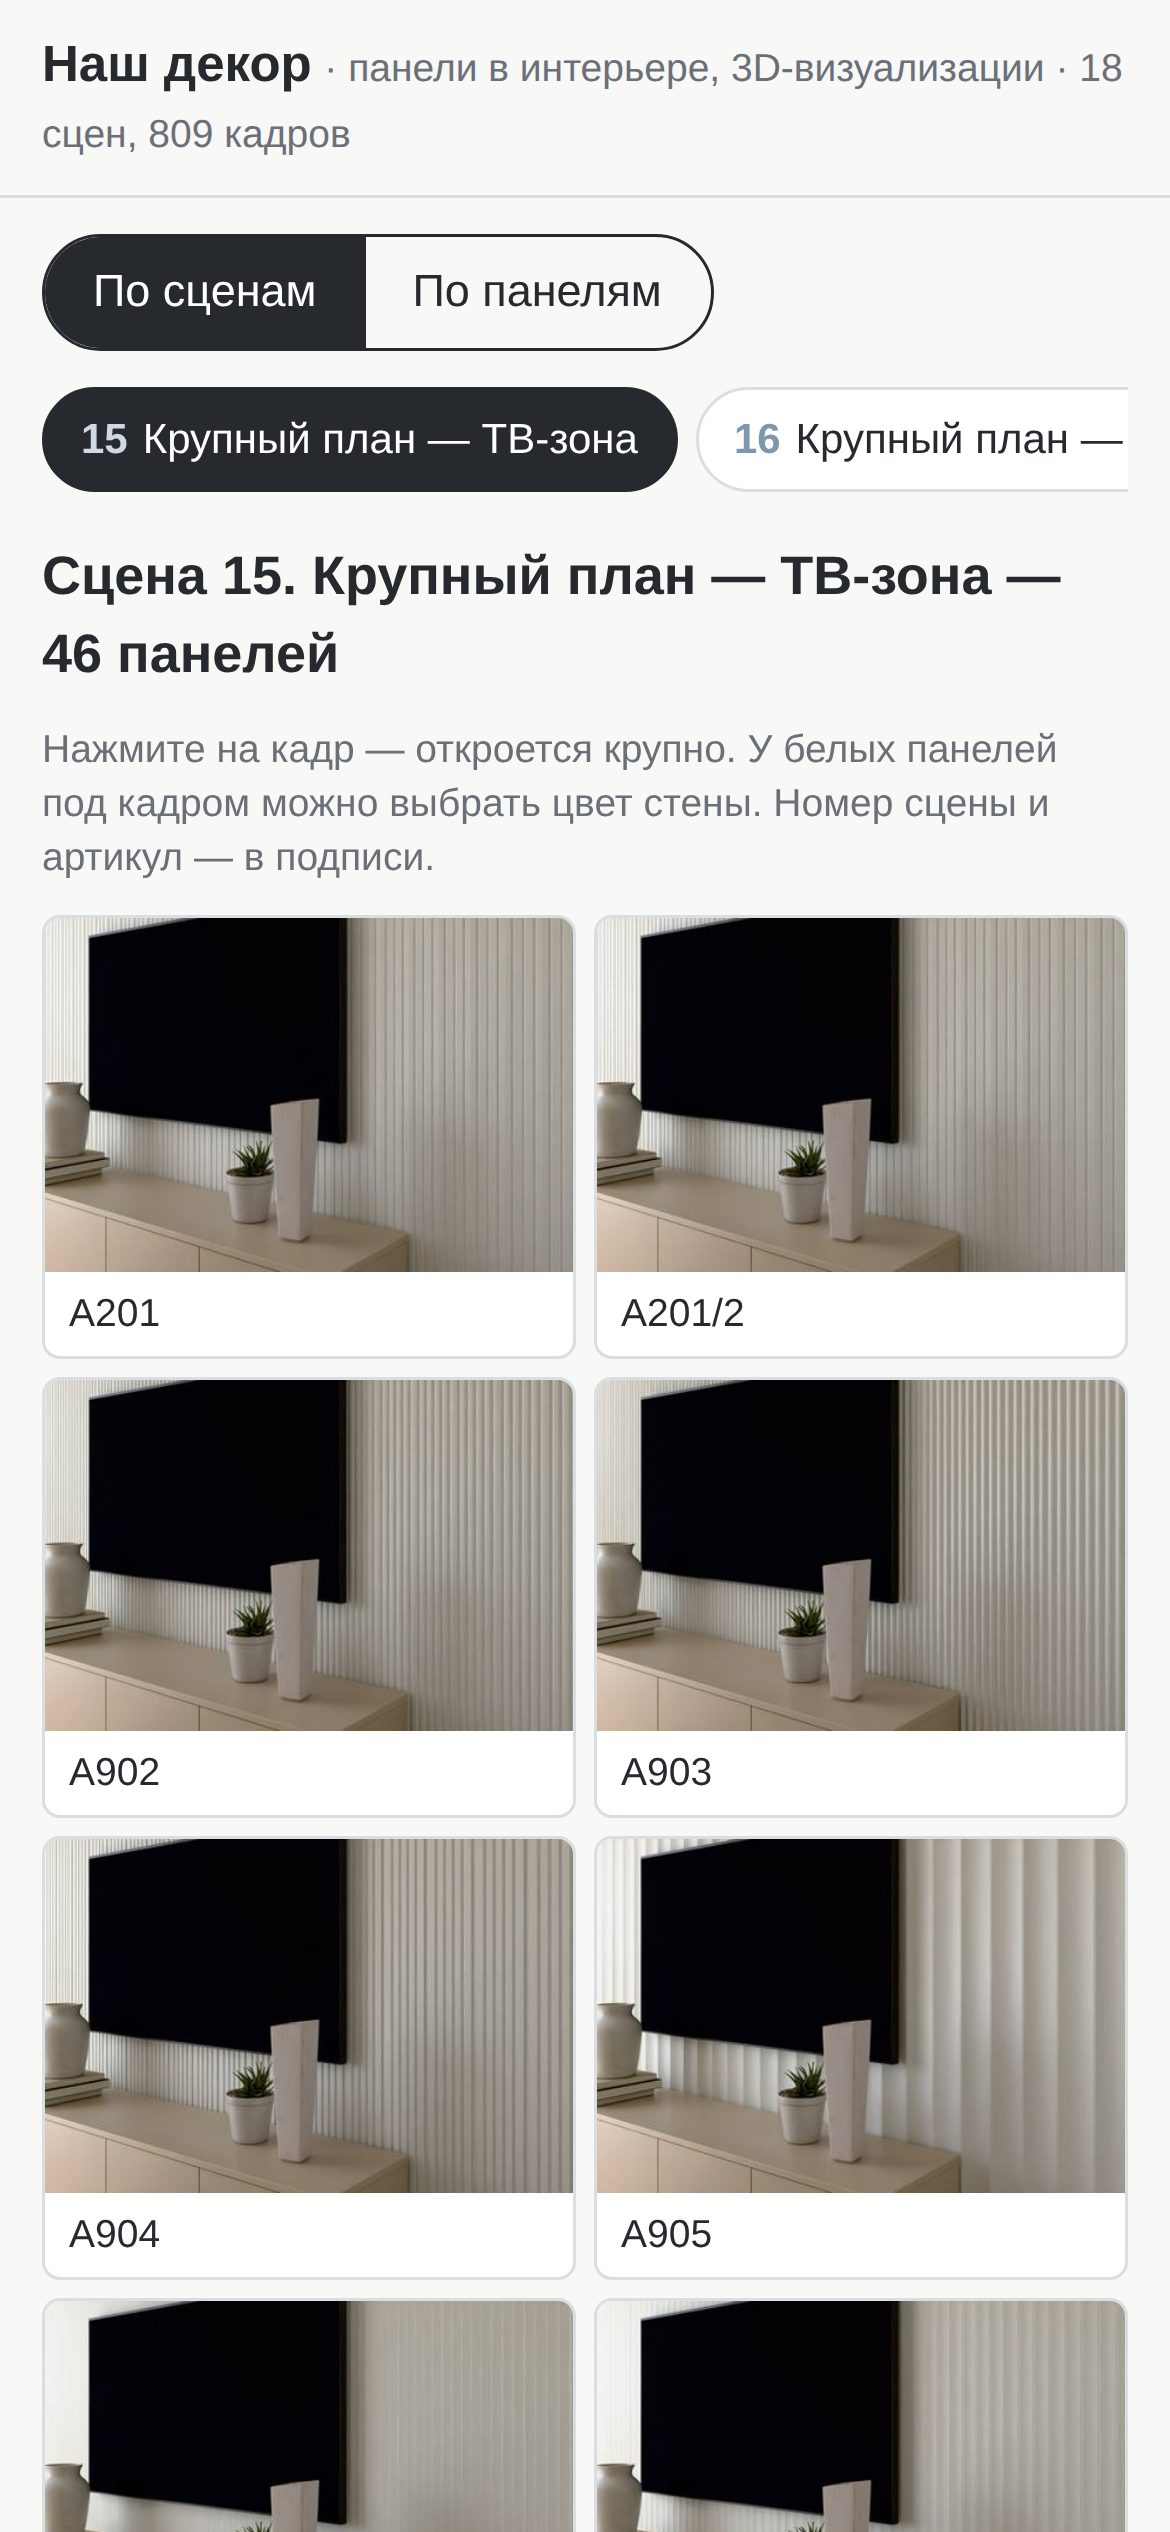 Наш декор · панели в интерьере, 3D-визуализации · 18
сцен, 809 кадров
По сценам
По панелям
15 Крупный план — ТВ-зона
16 Крупный план —
Сцена 15. Крупный план — ТВ-зона —
46 панелей
Нажмите на кадр — откроется крупно. У белых панелей
под кадром можно выбрать цвет стены. Номер сцены и
артикул — в подписи.
A201
A201/2
A902
A903
A904
A905